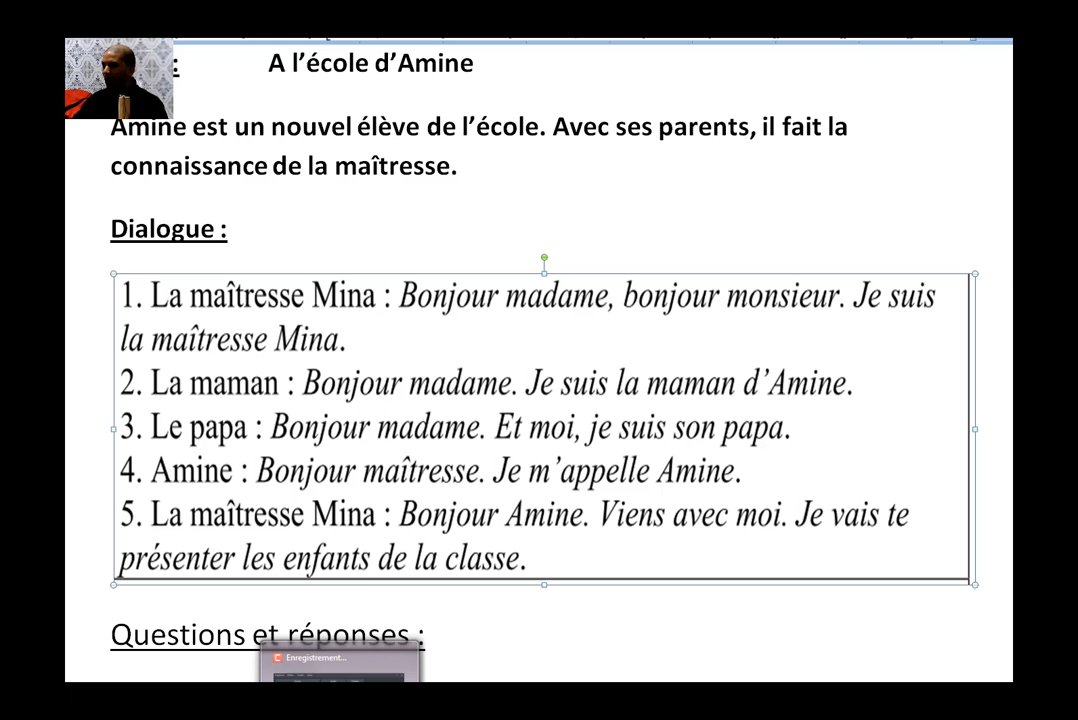 : A l’école d’Amine
Amine est un nouvel élève de l’école. Avec ses parents, il fait la
connaissance de la maîtresse.
Dialogue :
1. La maîtresse Mina : Bonjour madame, bonjour monsieur. Je suis
la maîtresse Mina.
2. La maman : Bonjour madame. Je suis la maman d’Amine.
3. Le papa : Bonjour madame. Et moi, je suis son papa.
4. Amine : Bonjour maîtresse. Je m’appelle Amine.
5. La maîtresse Mina : Bonjour Amine. Viens avec moi. Je vais te
présenter les enfants de la classe.
Questions et réponses :
Enregistrement...